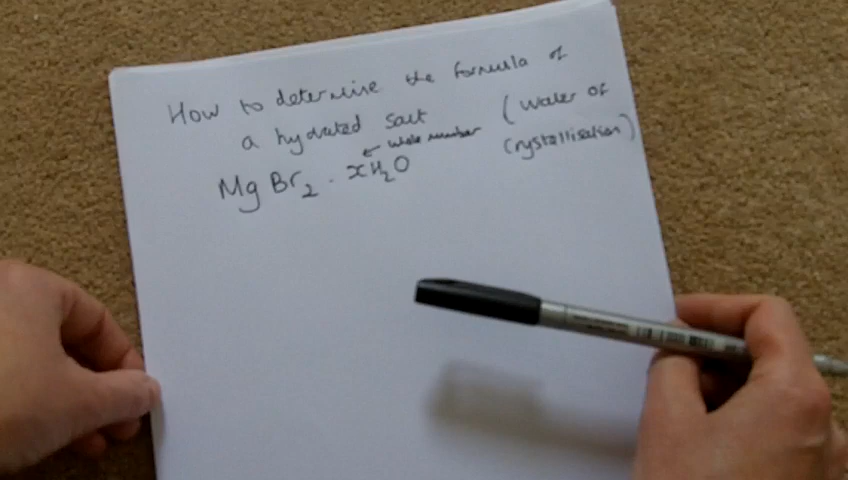 How to determine the formula of
a hydrated salt (water of
crystallisation)
← whole number
MgBr₂ . xH₂O